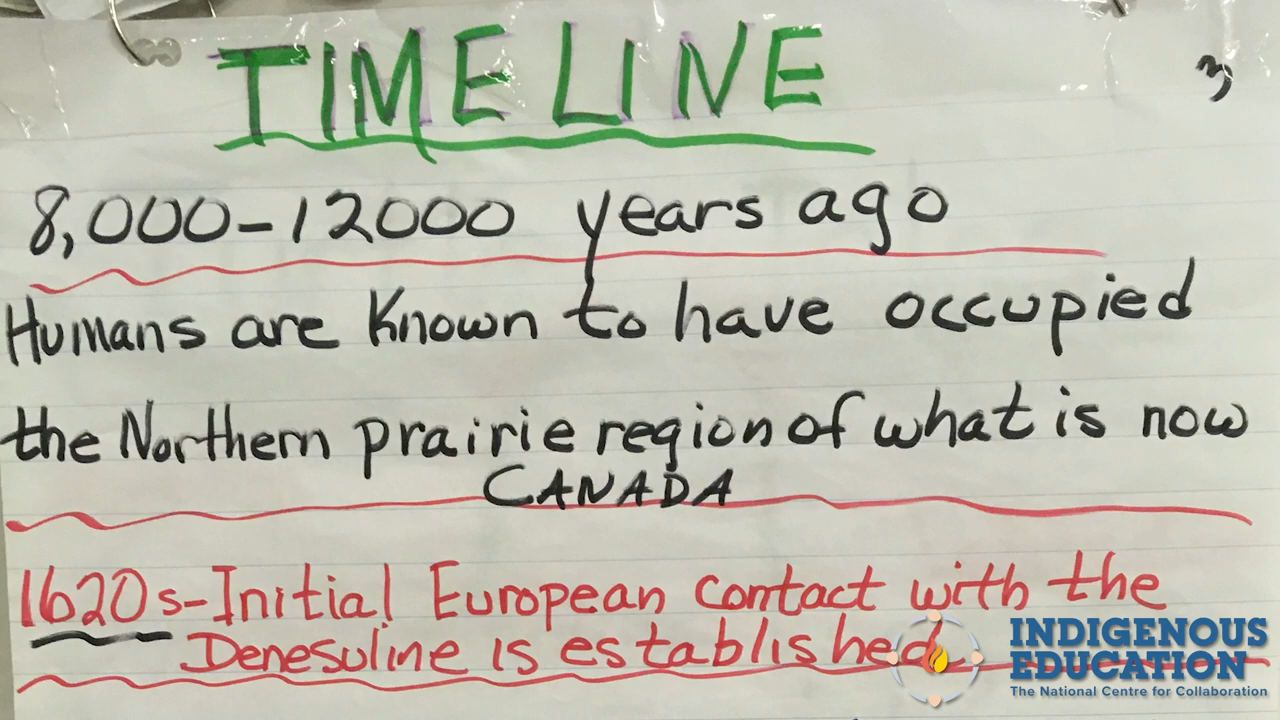 TIMELINE
3
8,000-12000 years ago
Humans are Known to have occupied
the Northern prairie region of what is now
CANADA
1620s-Initial European contact with the
Denesuline is established.
INDIGENOUS
EDUCATION
The National Centre for Collaboration